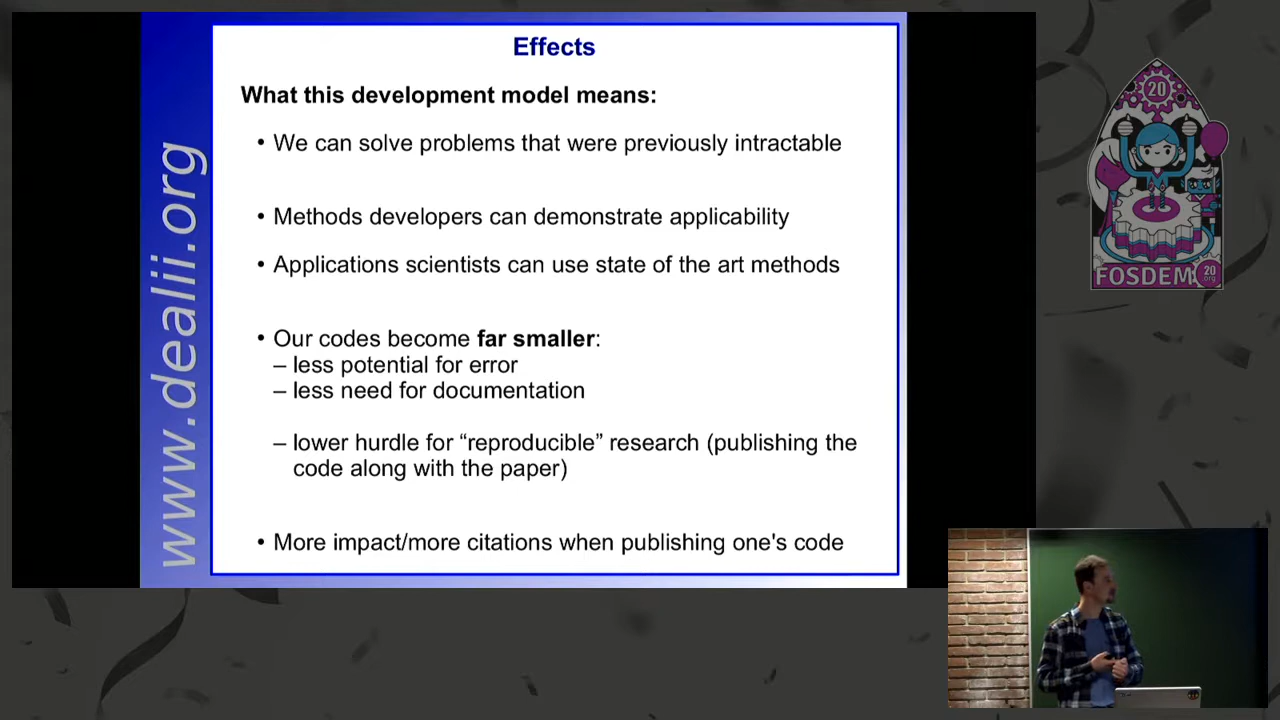 Effects
What this development model means:
• We can solve problems that were previously intractable
• Methods developers can demonstrate applicability
• Applications scientists can use state of the art methods
• Our codes become far smaller:
– less potential for error
– less need for documentation
– lower hurdle for “reproducible” research (publishing the
code along with the paper)
• More impact/more citations when publishing one's code
www.dealii.org
20
FOSDEM
20
.org